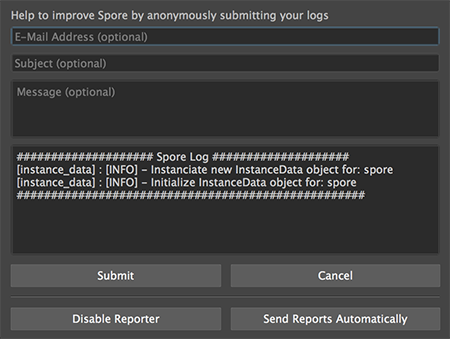 Help to improve Spore by anonymously submitting your logs
E-Mail Address (optional)
Subject (optional)
Message (optional)
#################### Spore Log ####################
[instance_data] : [INFO] – Instanciate new InstanceData object for: spore
[instance_data] : [INFO] – Initialize InstanceData object for: spore
###################################################
Submit
Cancel
Disable Reporter
Send Reports Automatically